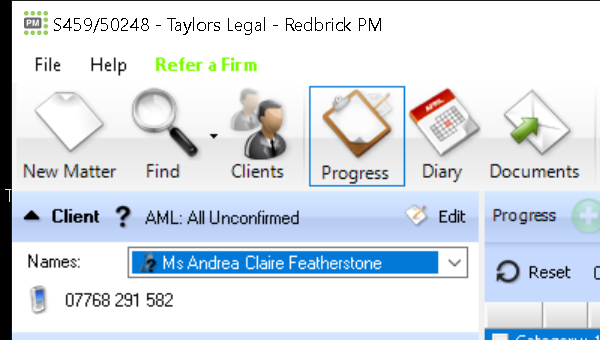 PM S459/50248 - Taylors Legal - Redbrick PM
File Help Refer a Firm
APRIL
New Matter Find Clients Progress Diary Documents
Client ? AML: All Unconfirmed Edit Progress
Names: Ms Andrea Claire Featherstone Reset
07768 291 582